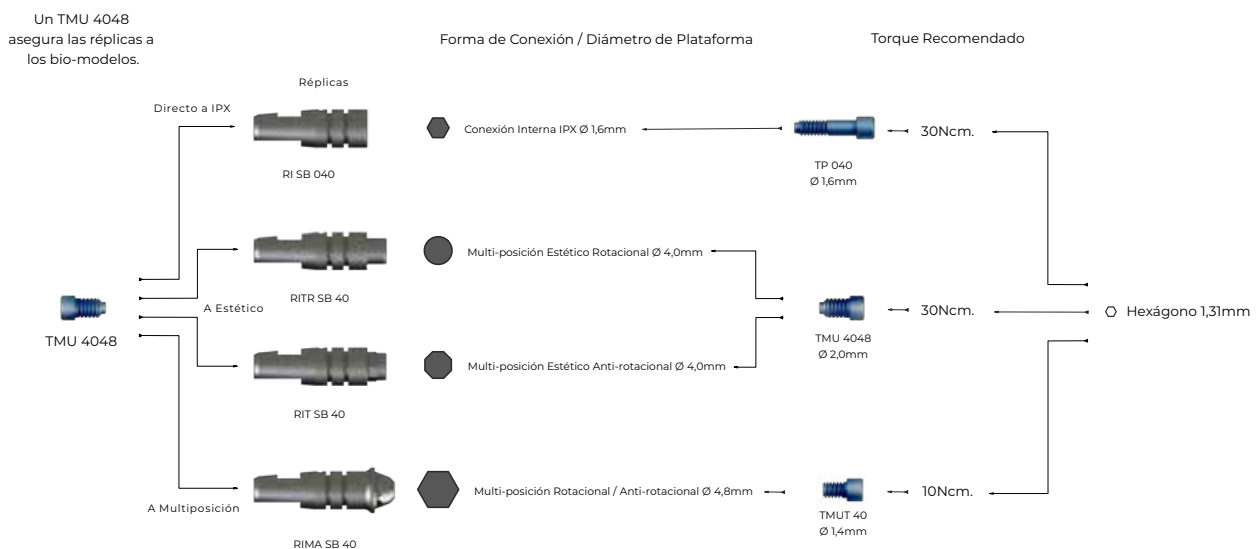 Un TMU 4048
asegura las réplicas a
los bio-modelos.
Forma de Conexión / Diámetro de Plataforma
Torque Recomendado
Réplicas
Directo a IPX
Conexión Interna IPX Ø 1,6mm
30Ncm.
TP 040
Ø 1,6mm
RI SB 040
Multi-posición Estético Rotacional Ø 4,0mm
RITR SB 40
A Estético
TMU 4048
30Ncm.
Hexágono 1,31mm
TMU 4048
Ø 2,0mm
Multi-posición Estético Anti-rotacional Ø 4,0mm
RIT SB 40
Multi-posición Rotacional / Anti-rotacional Ø 4,8mm
10Ncm.
A Multiposición
TMUT 40
Ø 1,4mm
RIMA SB 40